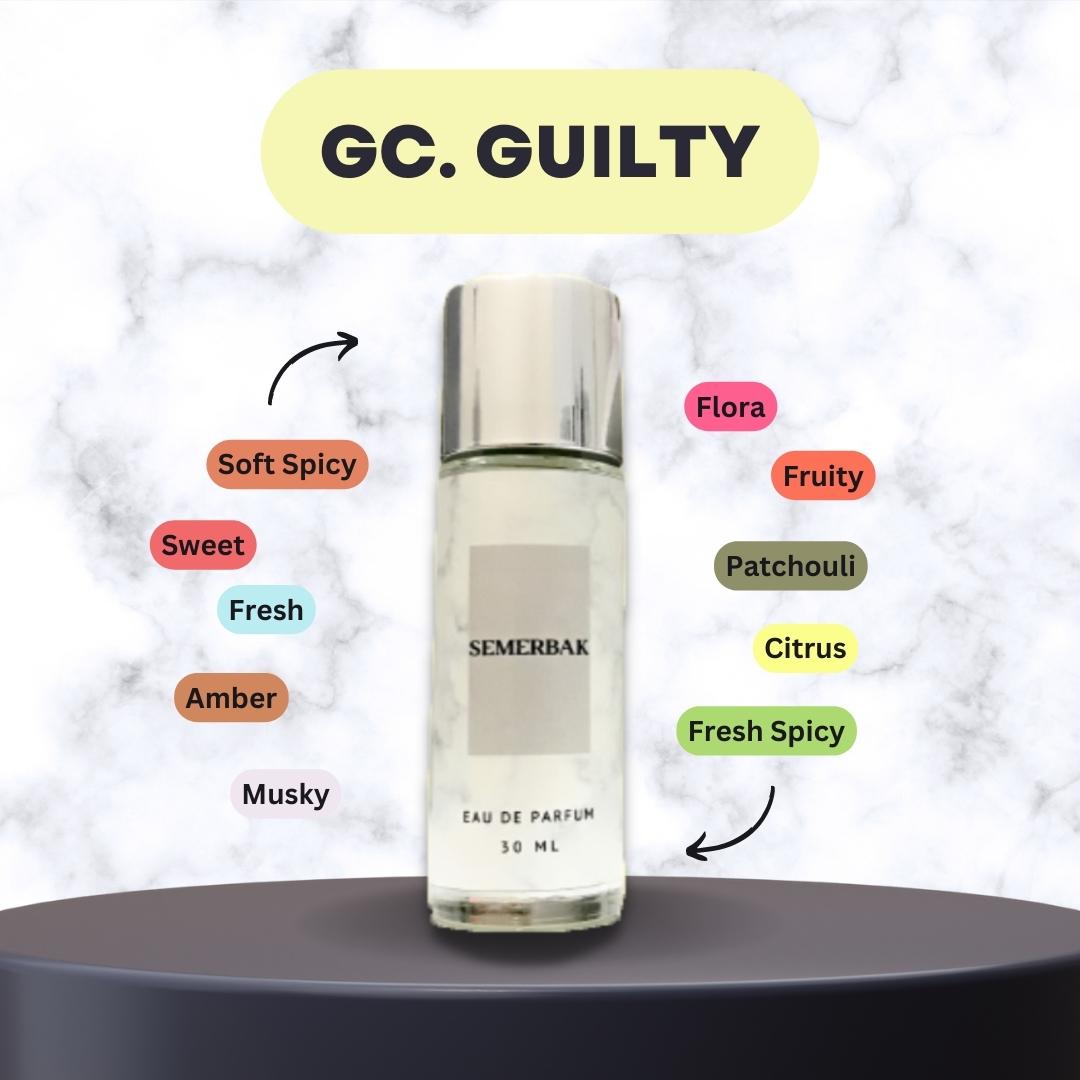 GC. GUILTY
Soft Spicy
Sweet
Fresh
Amber
Musky
SEMERBAK
EAU DE PARFUM
30 ML
Flora
Fruity
Patchouli
Citrus
Fresh Spicy